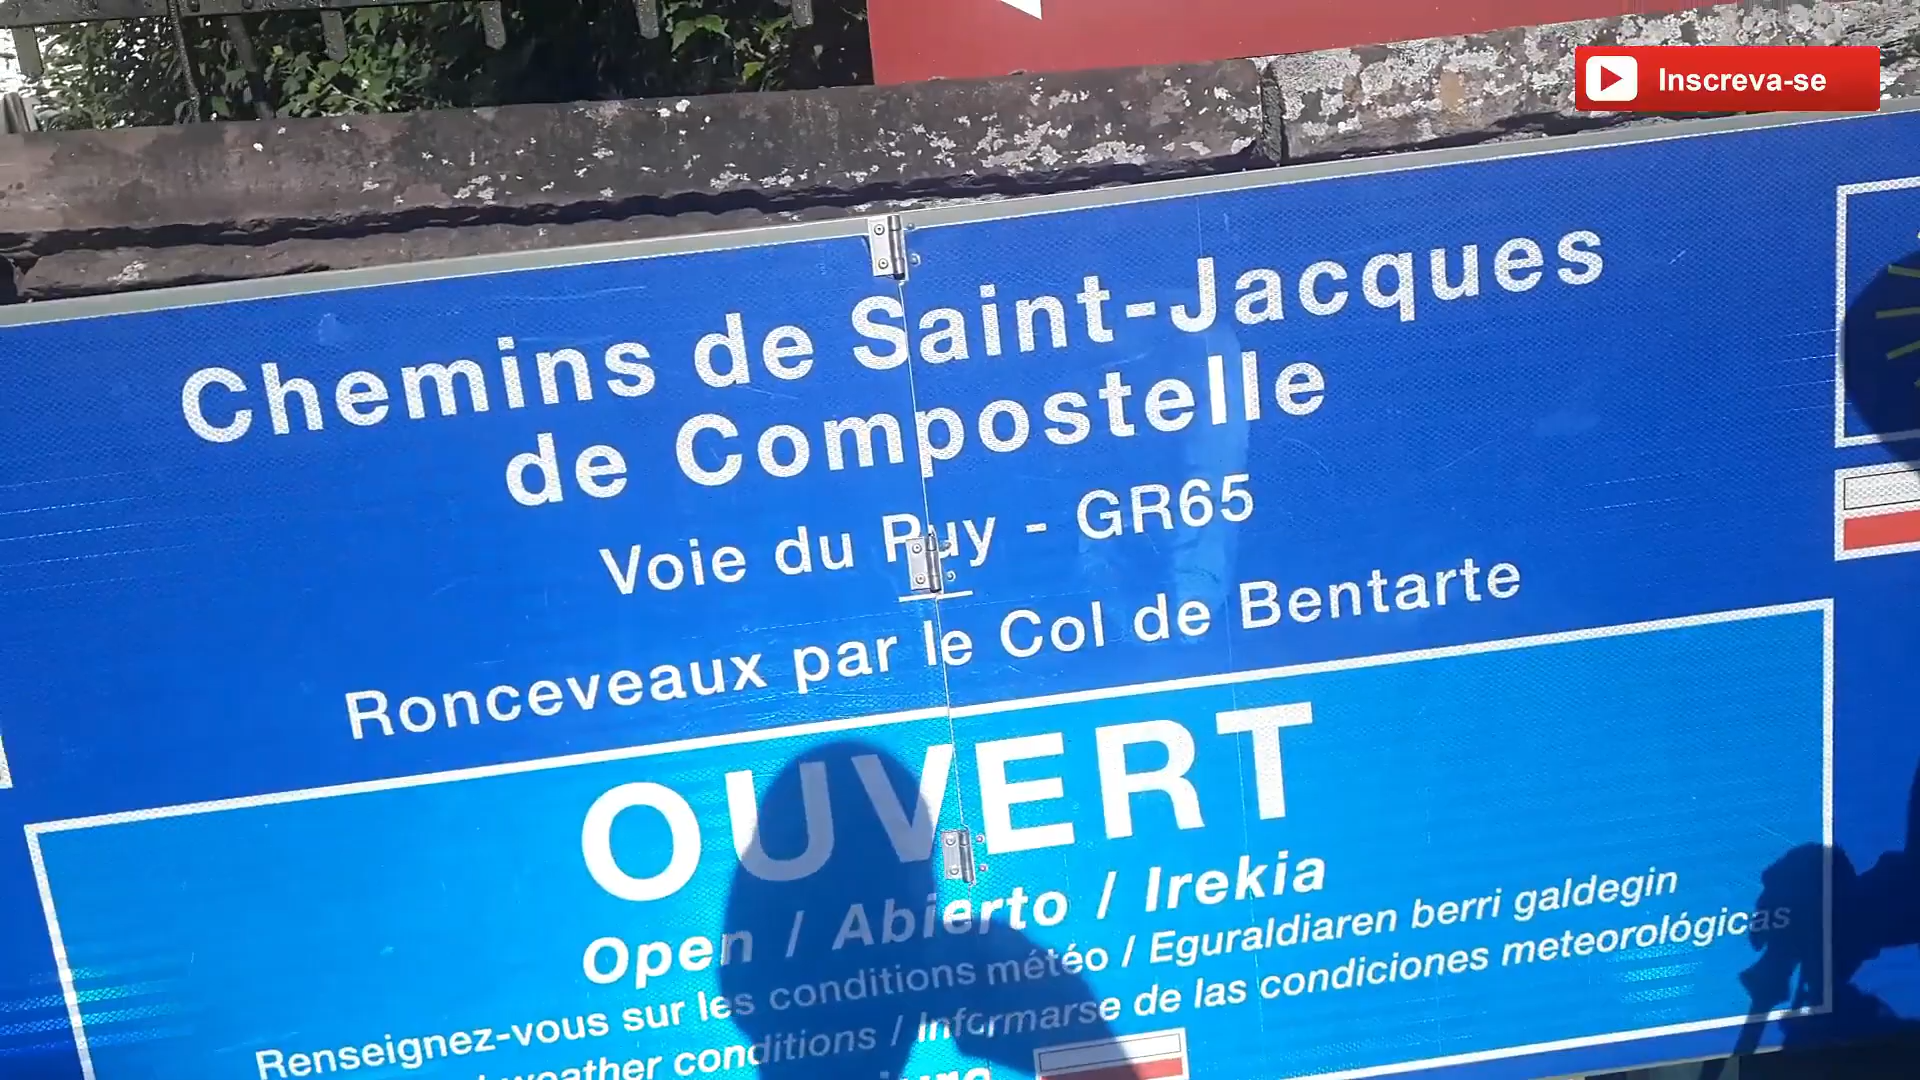 Inscreva-se
Chemins de Saint-Jacques
de Compostelle
Voie du Puy - GR65
Ronceveaux par le Col de Bentarte
OUVERT
Open / Abierto / Irekia
Renseignez-vous sur les conditions météo / Eguraldiaren berri galdegin
weather conditions / Informarse de las condiciones meteorológicas